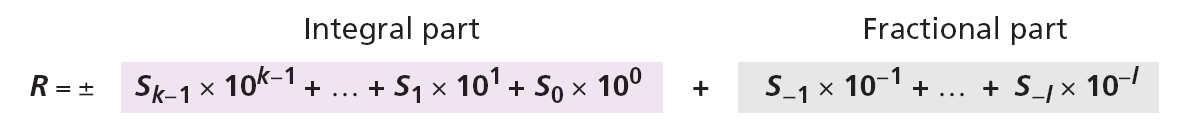 Integral part Fractional part
R = ± S_{k−1} × 10^{k−1} + … + S_1 × 10^1 + S_0 × 10^0 + S_{−1} × 10^{−1} + … + S_{−l} × 10^{−l}